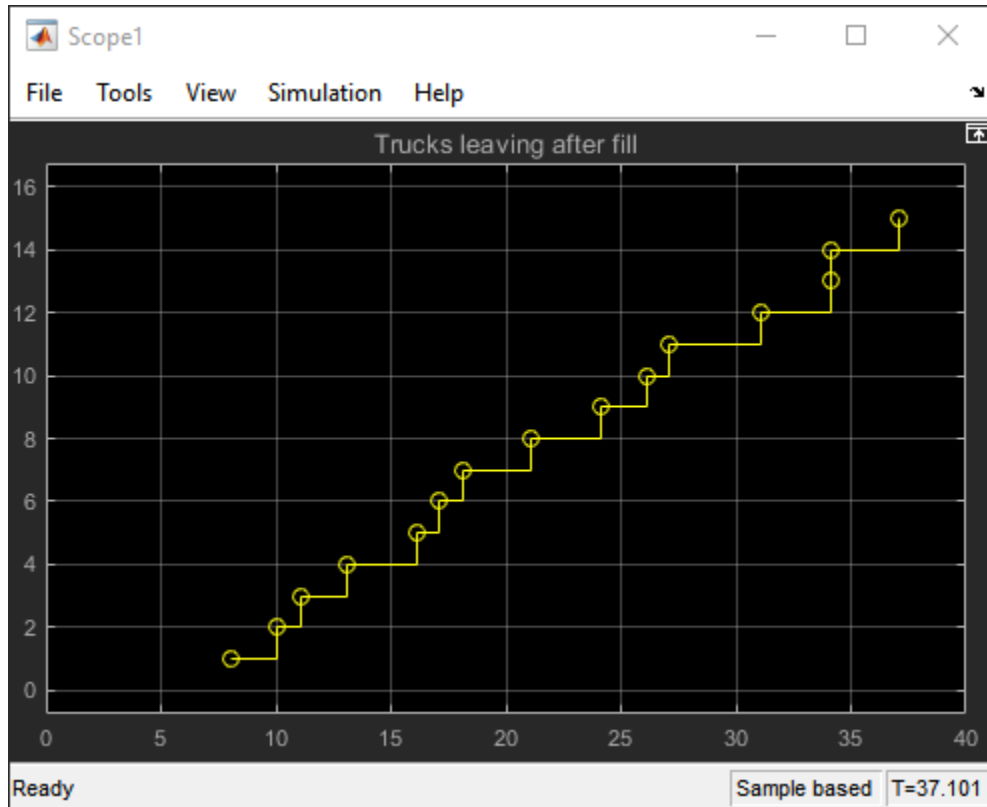 Scope1
File Tools View Simulation Help
Trucks leaving after fill
16
14
12
10
8
6
4
2
0
0 5 10 15 20 25 30 35 40
Ready Sample based T=37.101